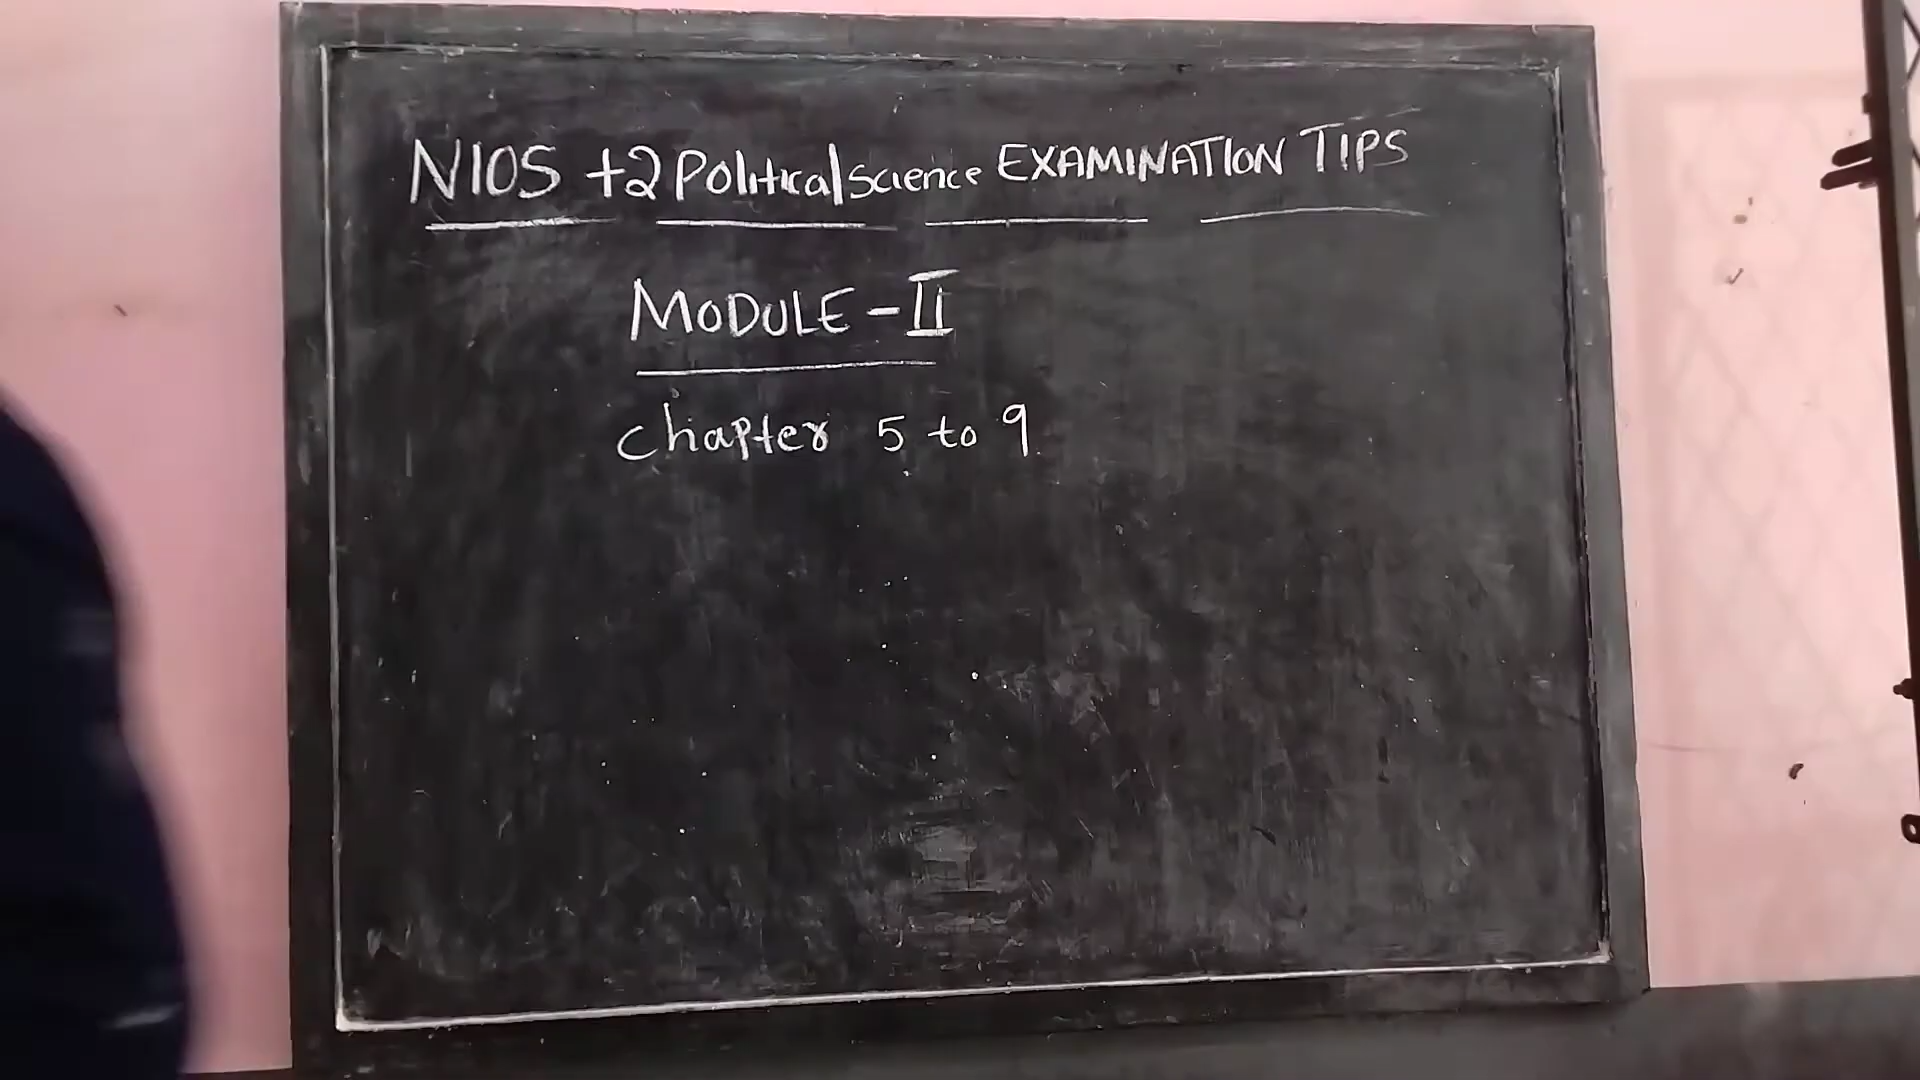 NIOS +2 Political Science EXAMINATION TIPS
MODULE - II
Chapter 5 to 9